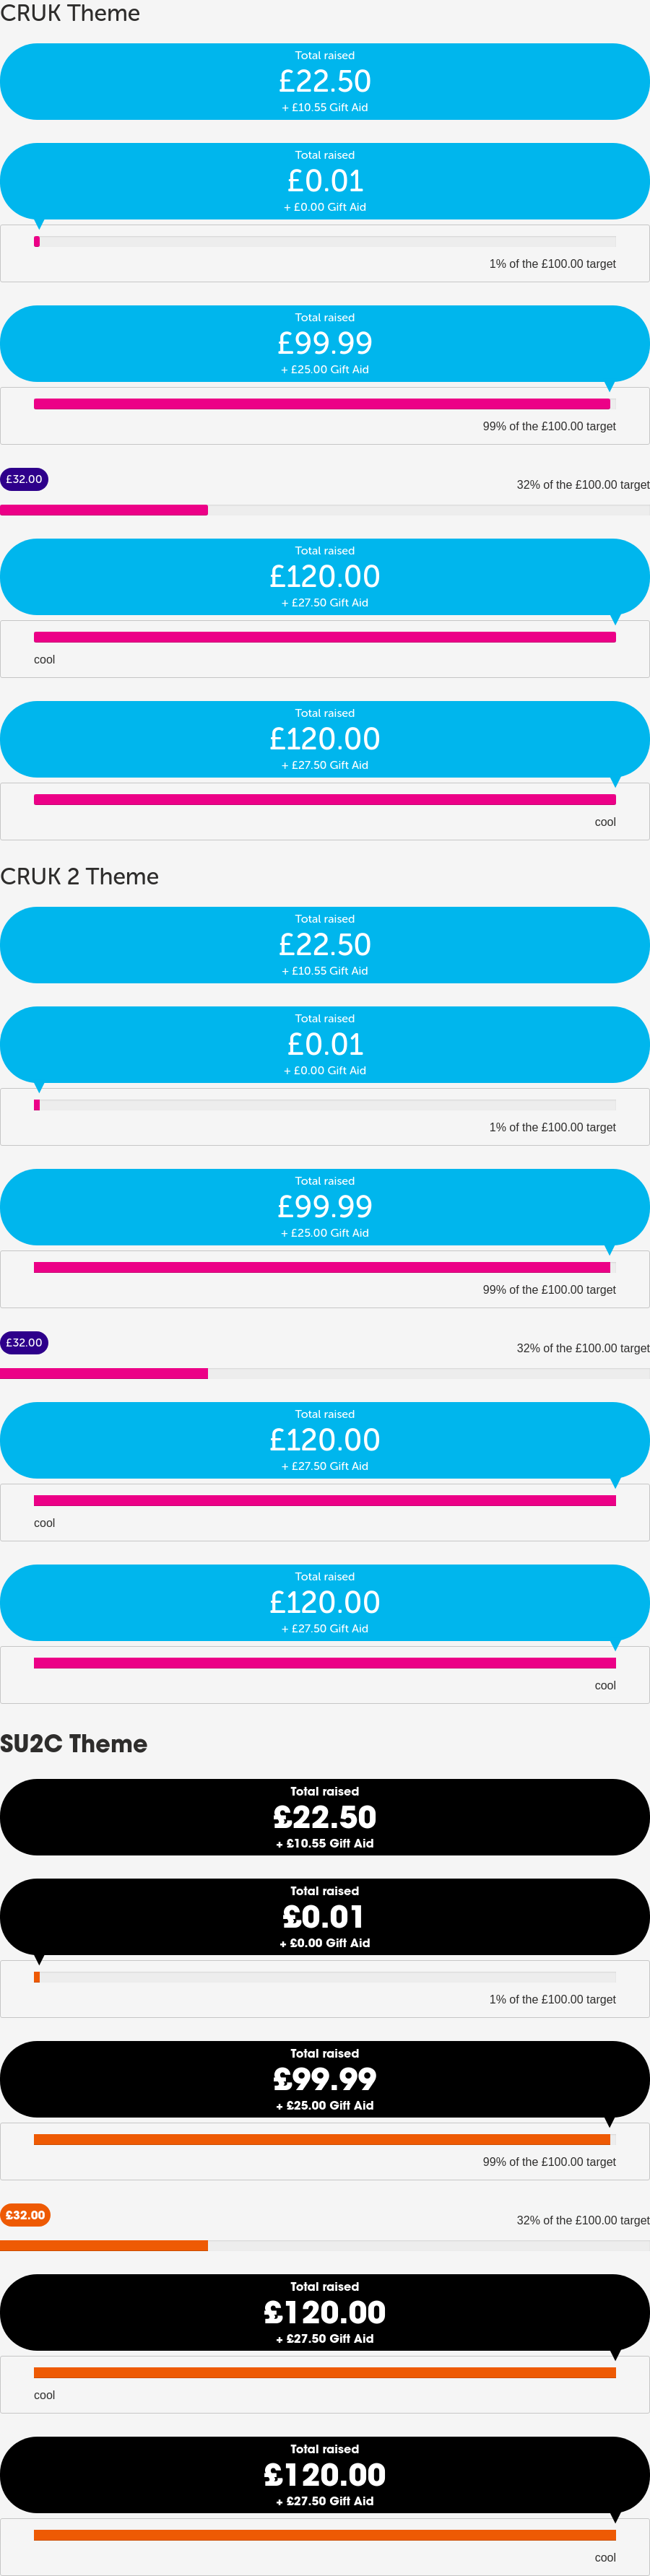 CRUK Theme
Total raised
£22.50
+ £10.55 Gift Aid
Total raised
£0.01
+ £0.00 Gift Aid
1% of the £100.00 target
Total raised
£99.99
+ £25.00 Gift Aid
99% of the £100.00 target
£32.00
32% of the £100.00 target
Total raised
£120.00
+ £27.50 Gift Aid
cool
Total raised
£120.00
+ £27.50 Gift Aid
cool
CRUK 2 Theme
Total raised
£22.50
+ £10.55 Gift Aid
Total raised
£0.01
+ £0.00 Gift Aid
1% of the £100.00 target
Total raised
£99.99
+ £25.00 Gift Aid
99% of the £100.00 target
£32.00
32% of the £100.00 target
Total raised
£120.00
+ £27.50 Gift Aid
cool
Total raised
£120.00
+ £27.50 Gift Aid
cool
SU2C Theme
Total raised
£22.50
+ £10.55 Gift Aid
Total raised
£0.01
+ £0.00 Gift Aid
1% of the £100.00 target
Total raised
£99.99
+ £25.00 Gift Aid
99% of the £100.00 target
£32.00
32% of the £100.00 target
Total raised
£120.00
+ £27.50 Gift Aid
cool
Total raised
£120.00
+ £27.50 Gift Aid
cool